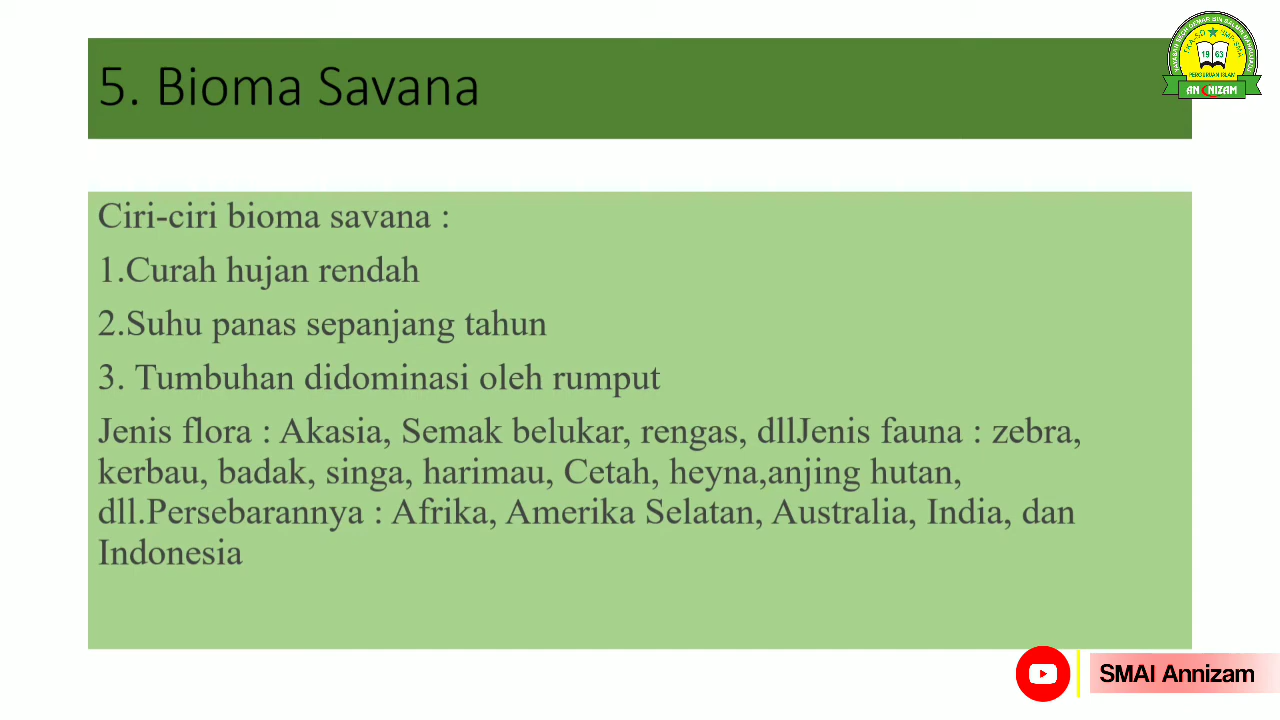 5. Bioma Savana
Ciri-ciri bioma savana :
1.Curah hujan rendah
2.Suhu panas sepanjang tahun
3. Tumbuhan didominasi oleh rumput
Jenis flora : Akasia, Semak belukar, rengas, dllJenis fauna : zebra,
kerbau, badak, singa, harimau, Cetah, heyna,anjing hutan,
dll.Persebarannya : Afrika, Amerika Selatan, Australia, India, dan
Indonesia
1963
PERGURUAN ISLAM
AN NIZAM
SMAI Annizam